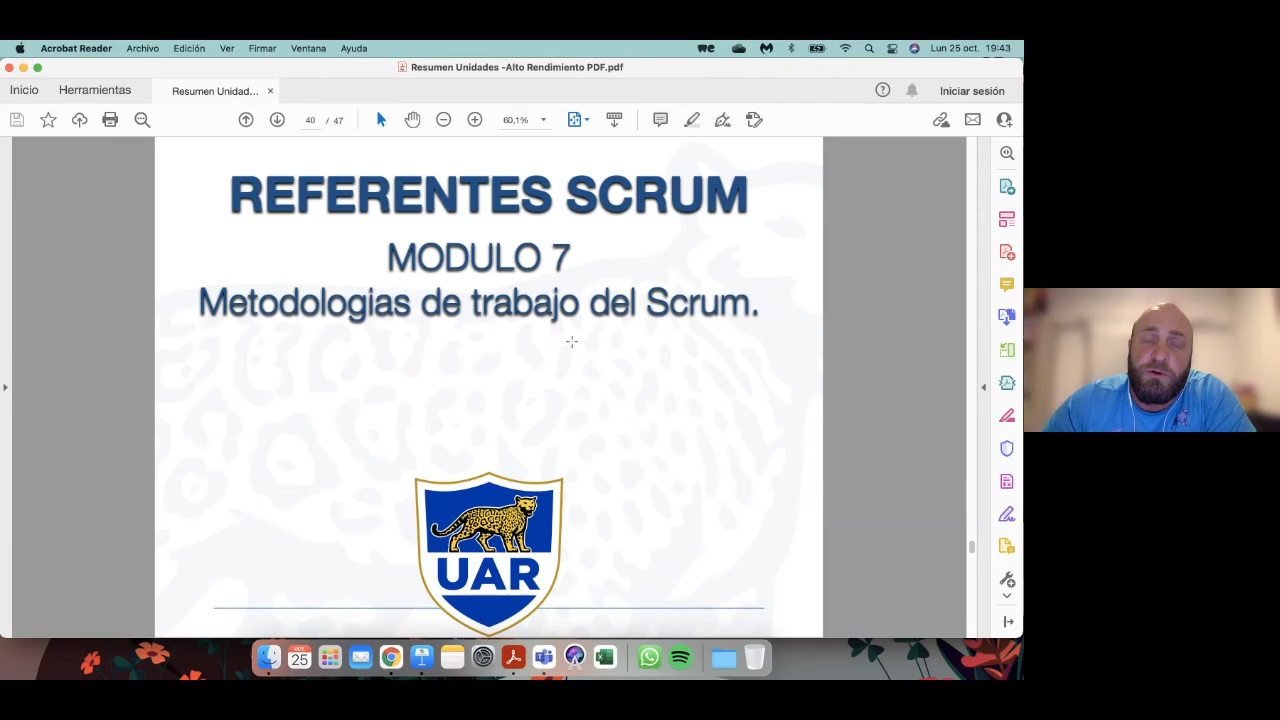 Acrobat Reader Archivo Edición Ver Firmar Ventana Ayuda Lun 25 oct. 19:43
Resumen Unidades -Alto Rendimiento PDF.pdf
Inicio Herramientas Resumen Unidad... × Iniciar sesión
40 / 47 60,1%
REFERENTES SCRUM
MODULO 7
Metodologias de trabajo del Scrum.
UAR
OCT. 25